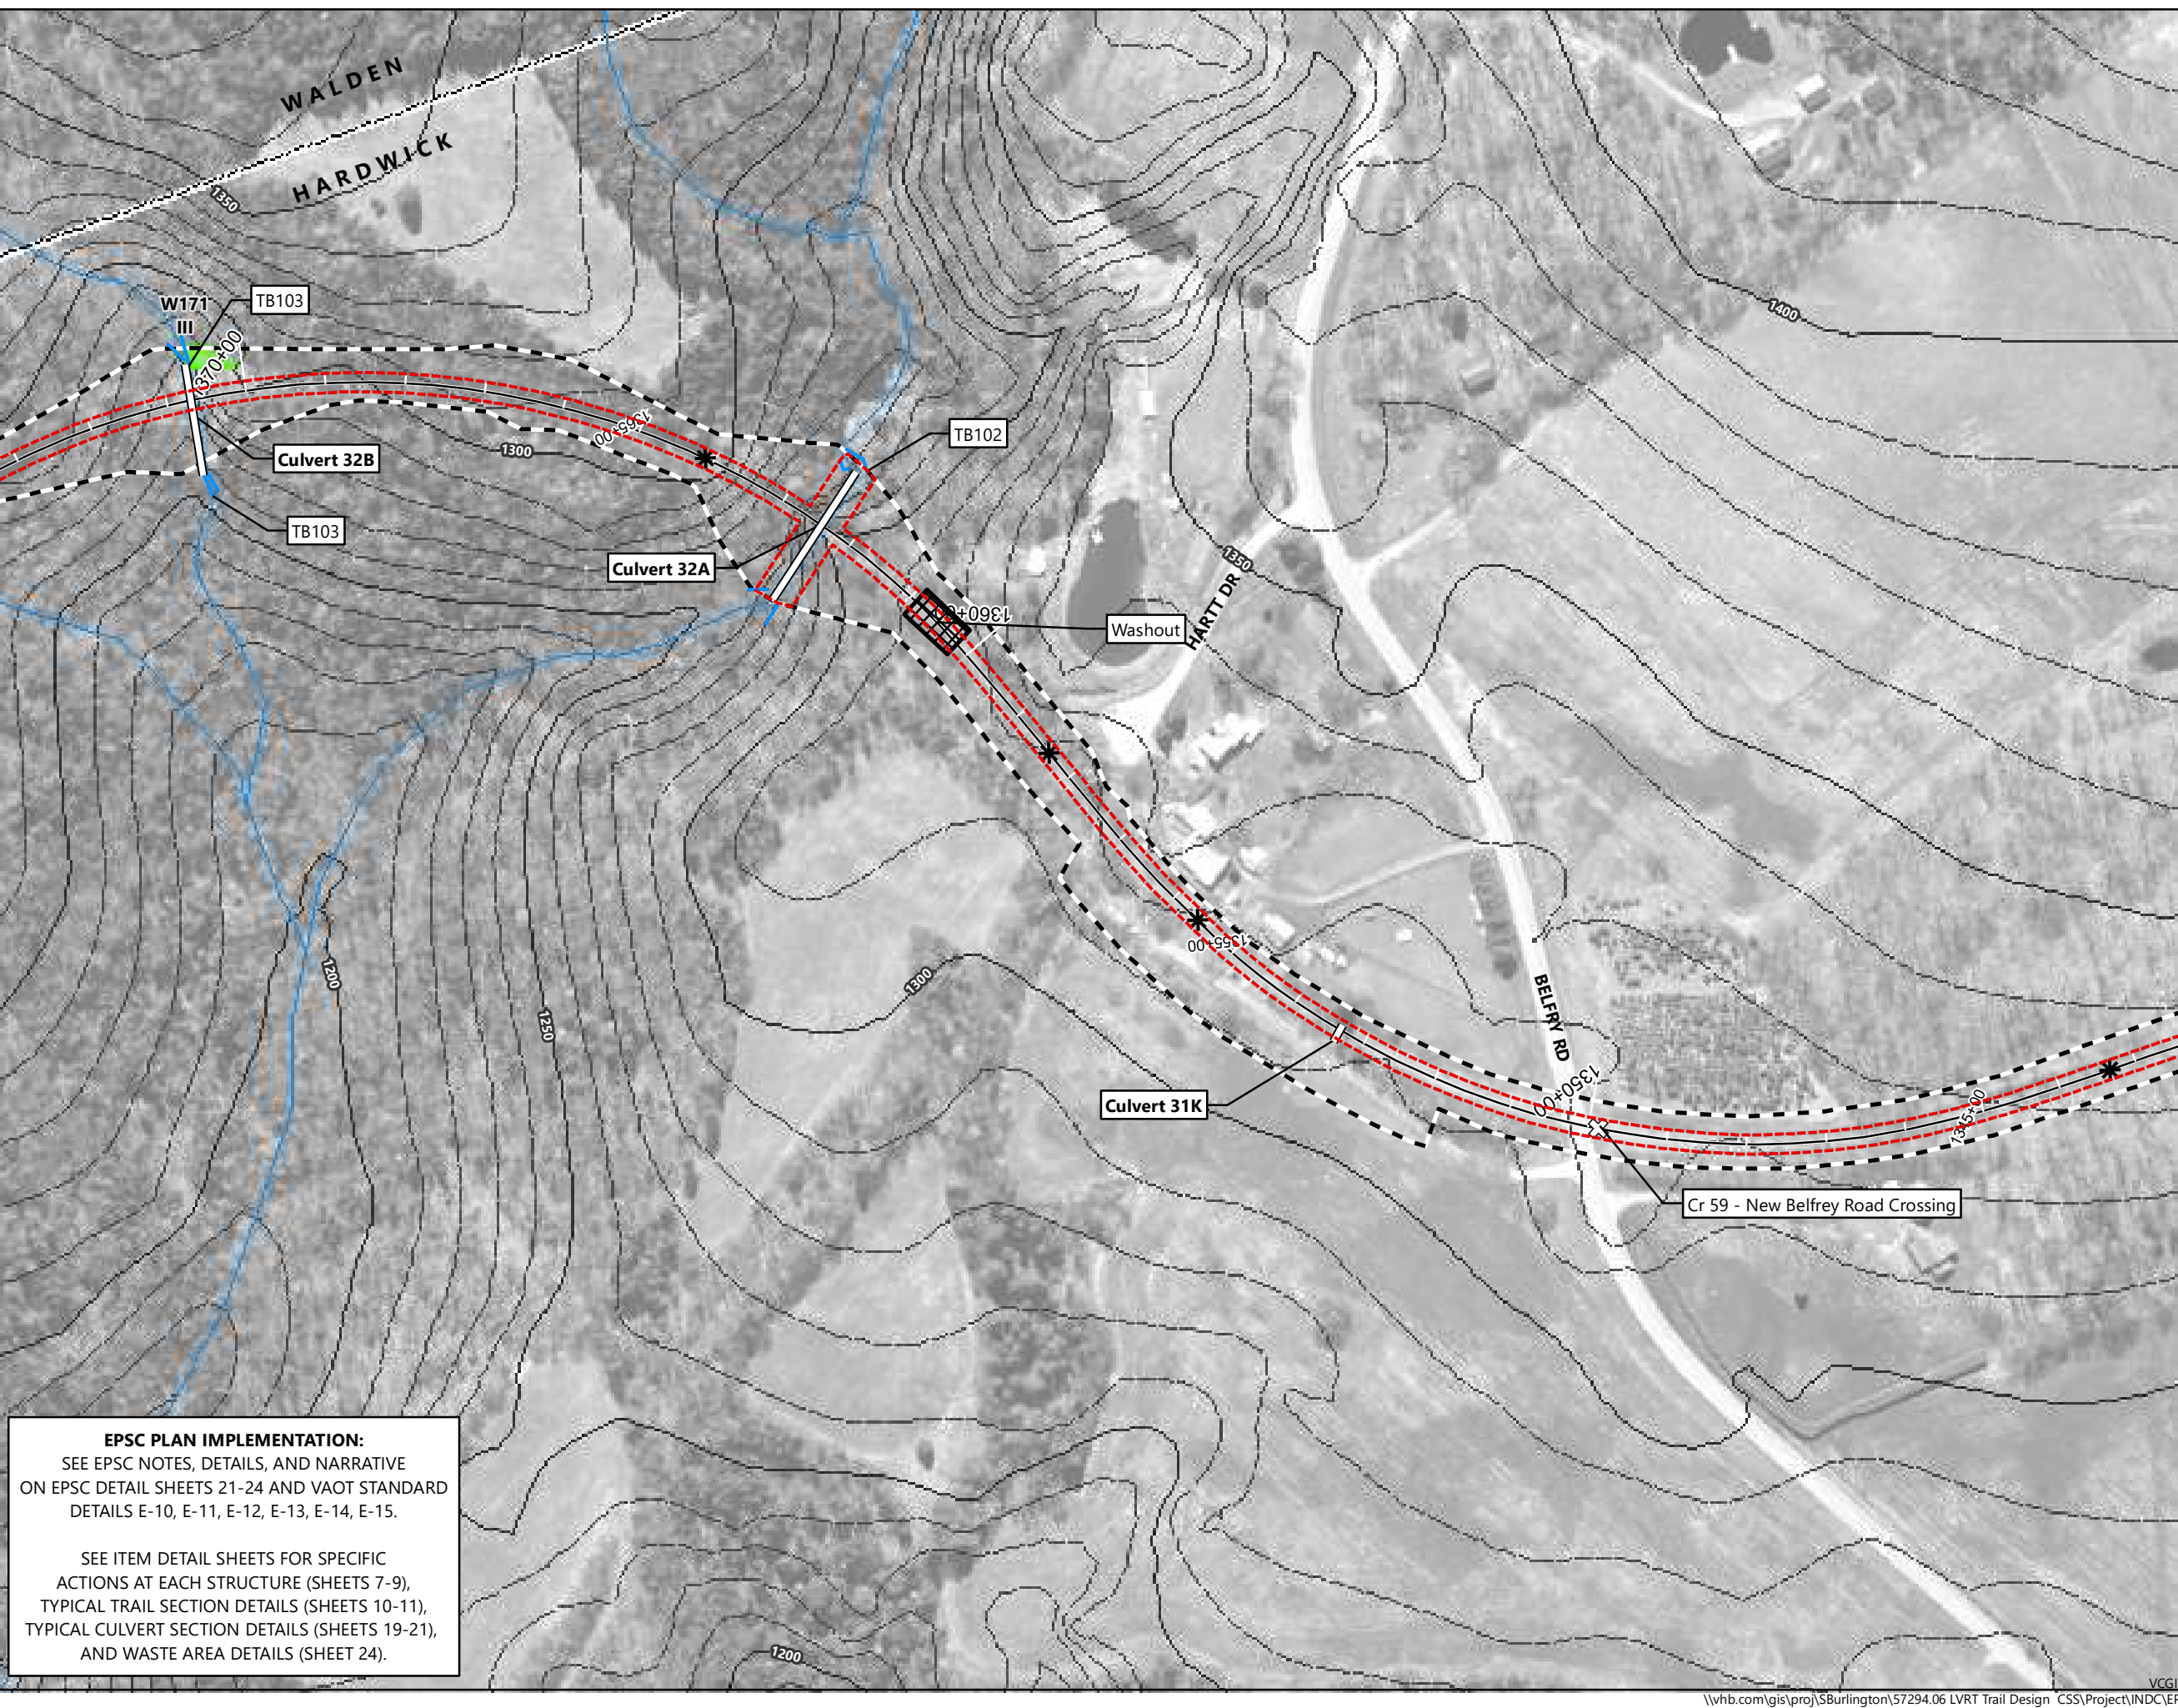 WALDEN
HARDWICK
1350
1400
W171
III
TB103
1370+00
Culvert 32B
TB103
1300
1365+00
TB102
Culvert 32A
1350
HARTT DR
Washout
1360+00
1355+00
1300
1200
1250
BELFRY RD
Culvert 31K
1350+00
1345+00
Cr 59 - New Belfrey Road Crossing
EPSC PLAN IMPLEMENTATION:
SEE EPSC NOTES, DETAILS, AND NARRATIVE
ON EPSC DETAIL SHEETS 21-24 AND VAOT STANDARD
DETAILS E-10, E-11, E-12, E-13, E-14, E-15.
SEE ITEM DETAIL SHEETS FOR SPECIFIC
ACTIONS AT EACH STRUCTURE (SHEETS 7-9),
TYPICAL TRAIL SECTION DETAILS (SHEETS 10-11),
TYPICAL CULVERT SECTION DETAILS (SHEETS 19-21),
AND WASTE AREA DETAILS (SHEET 24).
1200
VCGI
\\vhb.com\gis\proj\SBurlington\57294.06 LVRT Trail Design CSS\Project\INDC\